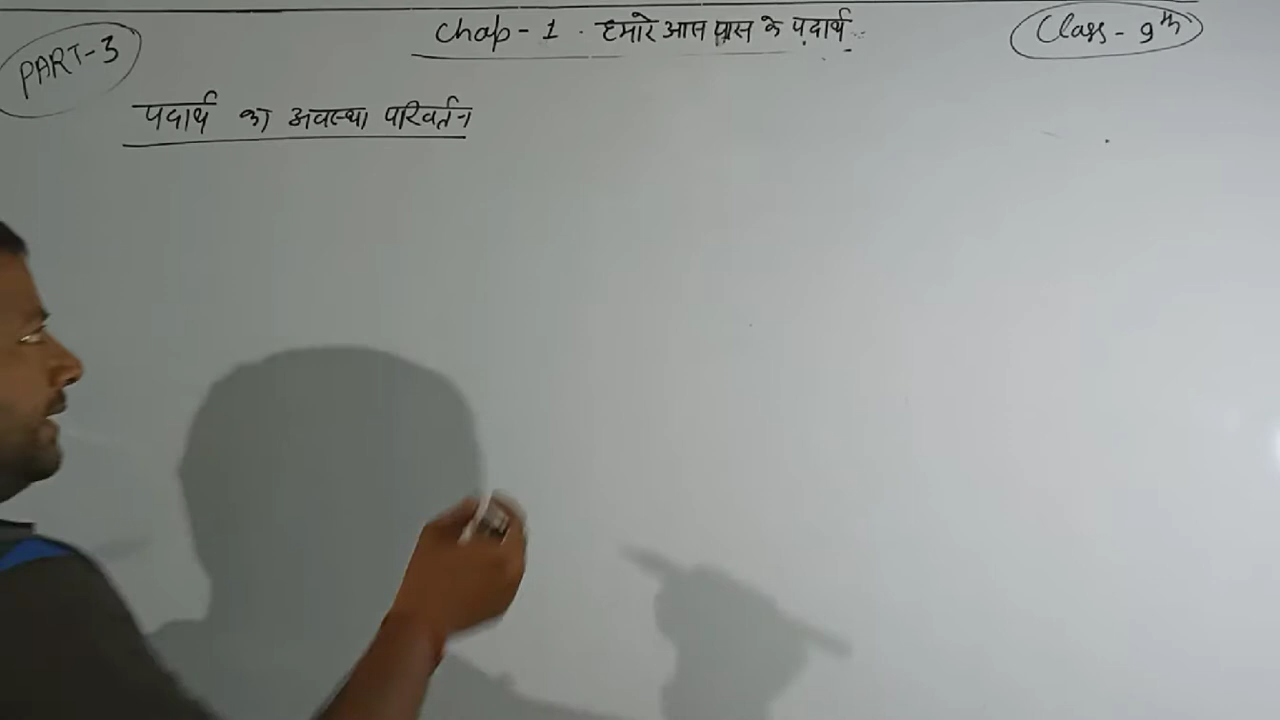 PART-3
Chap-1. हमारे आस पास के पदार्थ
Class-9th
पदार्थ का अवस्था परिवर्तन